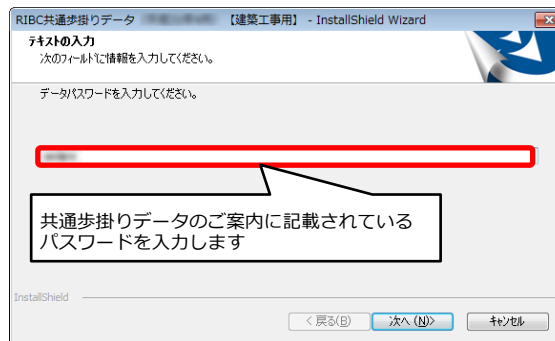 RIBC共通歩掛りデータ 【建築工事用】 - InstallShield Wizard
テキストの入力
次のフィールドに情報を入力してください。
データパスワードを入力してください。
共通歩掛りデータのご案内に記載されている
パスワードを入力します
InstallShield
< 戻る(B) 次へ (N)> キャンセル